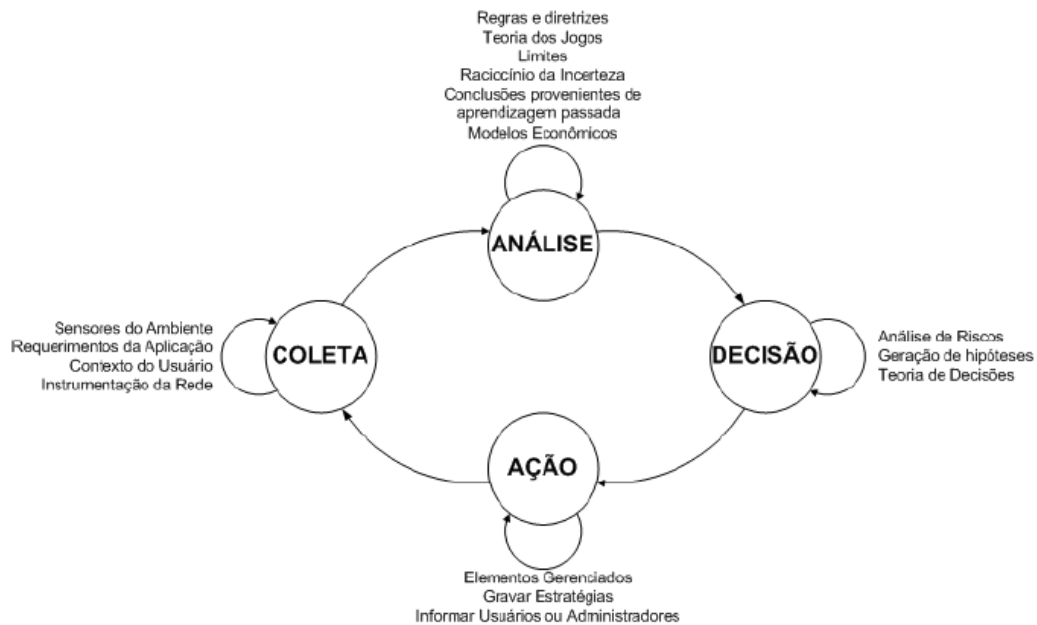 Regras e diretrizes
Teoria dos Jogos
Limites
Raciccínio da Incerteza
Conclusões provenientes de
aprendizagem passada
Modelos Econômicos
ANÁLISE
Sensores do Ambiente
Requerimentos da Aplicação
Contexto do Usuário
Instrumentação da Rede
COLETA
DECISÃO
Análise de Riscos
Geração de hipóteses
Teoria de Decisões
AÇÃO
Elementos Gerenciados
Gravar Estratégias
Informar Usuários ou Administradores